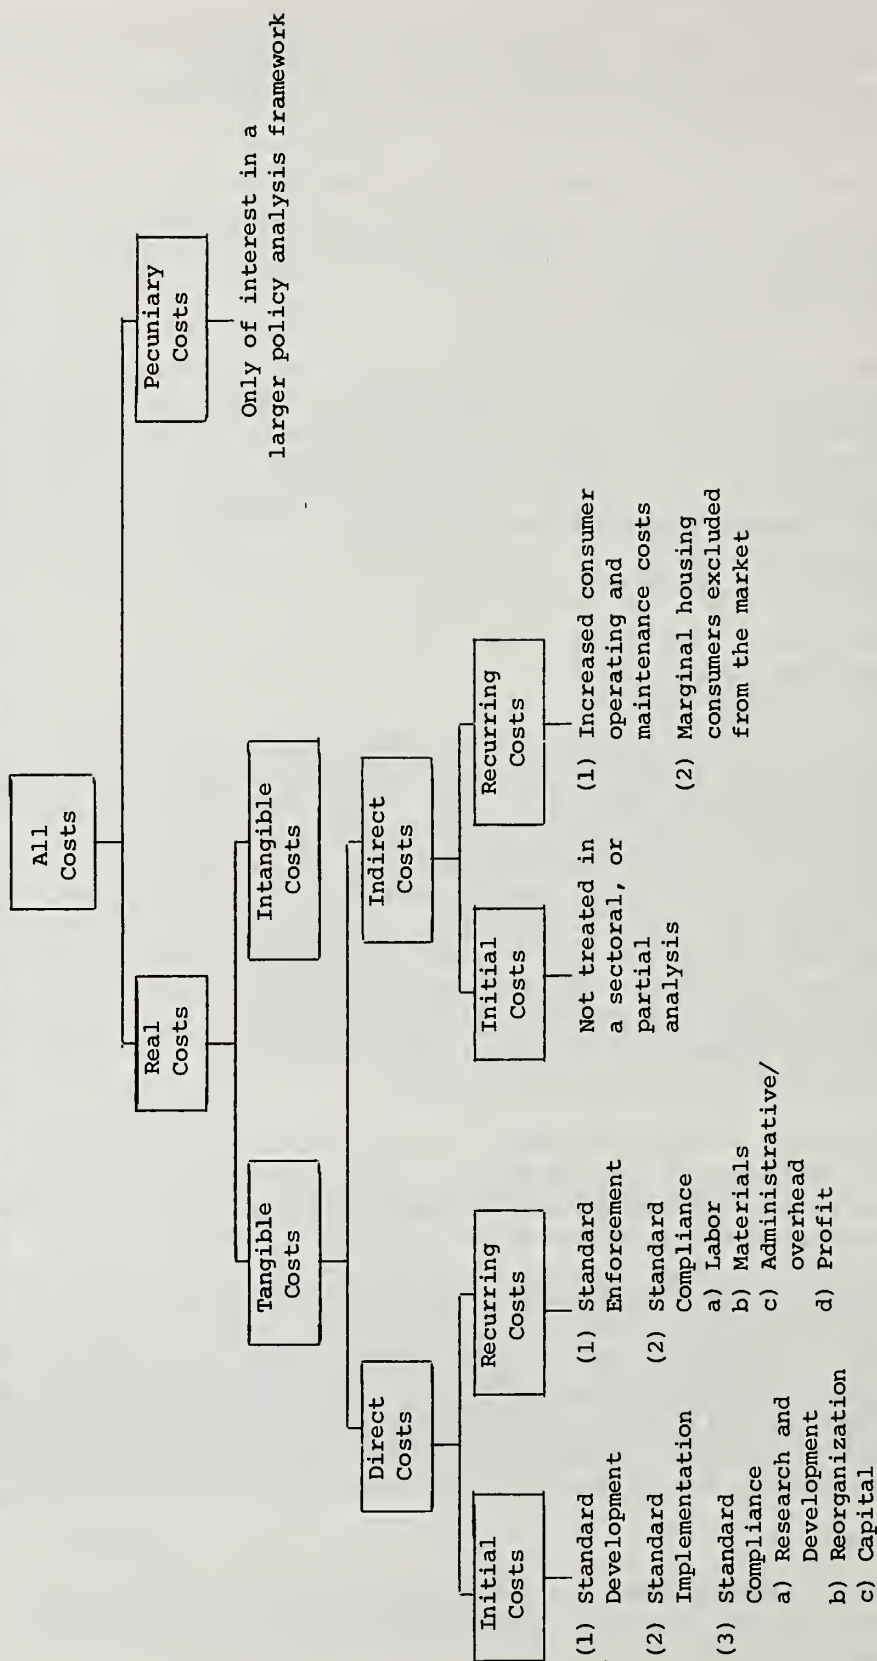 All
Costs
Real
Costs
Pecuniary
Costs
Only of interest in a
larger policy analysis framework
Tangible
Costs
Intangible
Costs
Direct
Costs
Indirect
Costs
Initial
Costs
(1) Standard
Development
(2) Standard
Implementation
(3) Standard
Compliance
a) Research and
Development
b) Reorganization
c) Capital
Recurring
Costs
(1) Standard
Enforcement
(2) Standard
Compliance
a) Labor
b) Materials
c) Administrative/
overhead
d) Profit
Initial
Costs
Not treated in
a sectoral, or
partial
analysis
Recurring
Costs
(1) Increased consumer
operating and
maintenance costs
(2) Marginal housing
consumers excluded
from the market